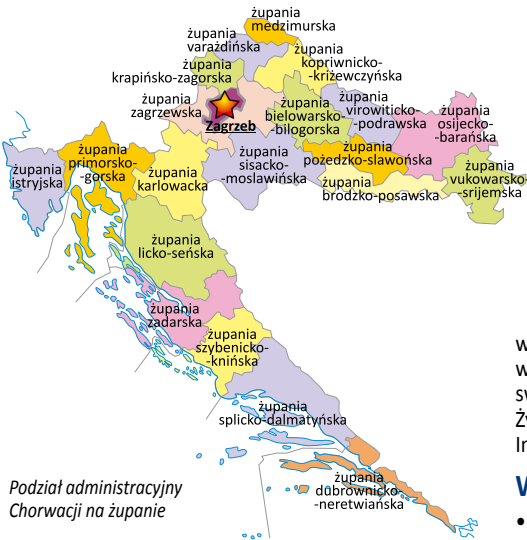 żupania
medzimurska
żupania
varażdińska
żupania
koprivnicko-
-križewczyńska
żupania
krapińsko-zagorska
żupania
zagrzewska
Zagrzeb
żupania
bielowarsko-
-bilogorska
żupania
virowiticko-
-podrawska
żupania
osijecko-
-barańska
żupania
istryjska
żupania
primorsko-
-gorska
żupania
karlowacka
żupania
sisacko-
-moslawińska
żupania
pożedzko-slawońska
żupania
brodzko-posawska
żupania
vukowarsko-
-srijemska
żupania
licko-seńska
żupania
zadarska
żupania
szybenicko-
-knińska
żupania
splicko-dalmatyńska
żupania
dubrownicko-
-neretwiańska
Podział administracyjny
Chorwacji na żupanie